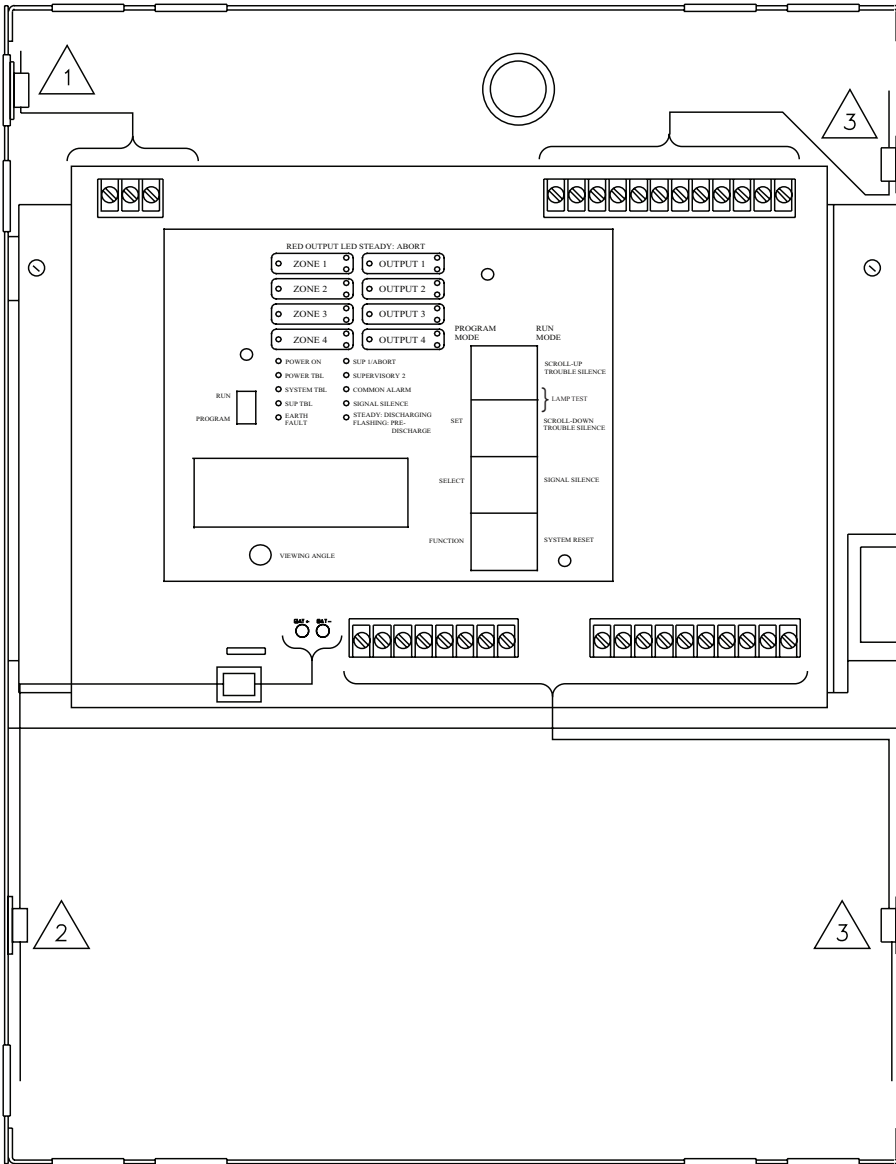 1
3
RED OUTPUT LED STEADY: ABORT
ZONE 1
OUTPUT 1
ZONE 2
OUTPUT 2
ZONE 3
OUTPUT 3
ZONE 4
OUTPUT 4
PROGRAM
MODE
RUN
MODE
POWER ON
SUP 1/ABORT
POWER TBL
SUPERVISORY 2
SYSTEM TBL
COMMON ALARM
SUP TBL
SIGNAL SILENCE
EARTH
FAULT
STEADY: DISCHARGING
FLASHING: PRE-
DISCHARGE
RUN
PROGRAM
SCROLL-UP
TROUBLE SILENCE
LAMP TEST
SET
SCROLL-DOWN
TROUBLE SILENCE
SELECT
SIGNAL SILENCE
FUNCTION
SYSTEM RESET
VIEWING ANGLE
BAT+
BAT-
2
3